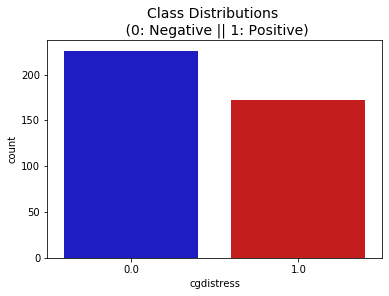 Class Distributions
(0: Negative || 1: Positive)
200
150
100
50
0
count
0.0 1.0
cgdistress